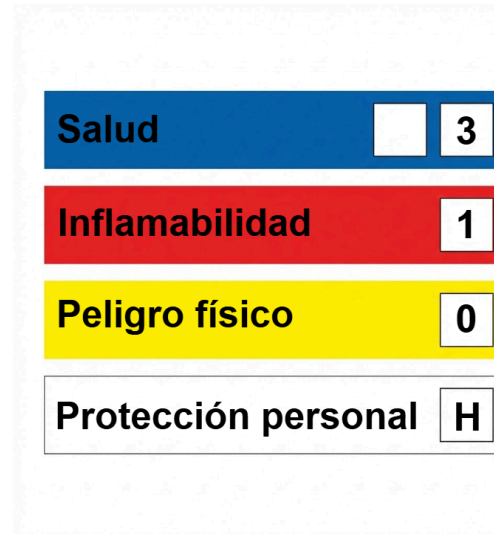 Salud 3
Inflamabilidad 1
Peligro físico 0
Protección personal H